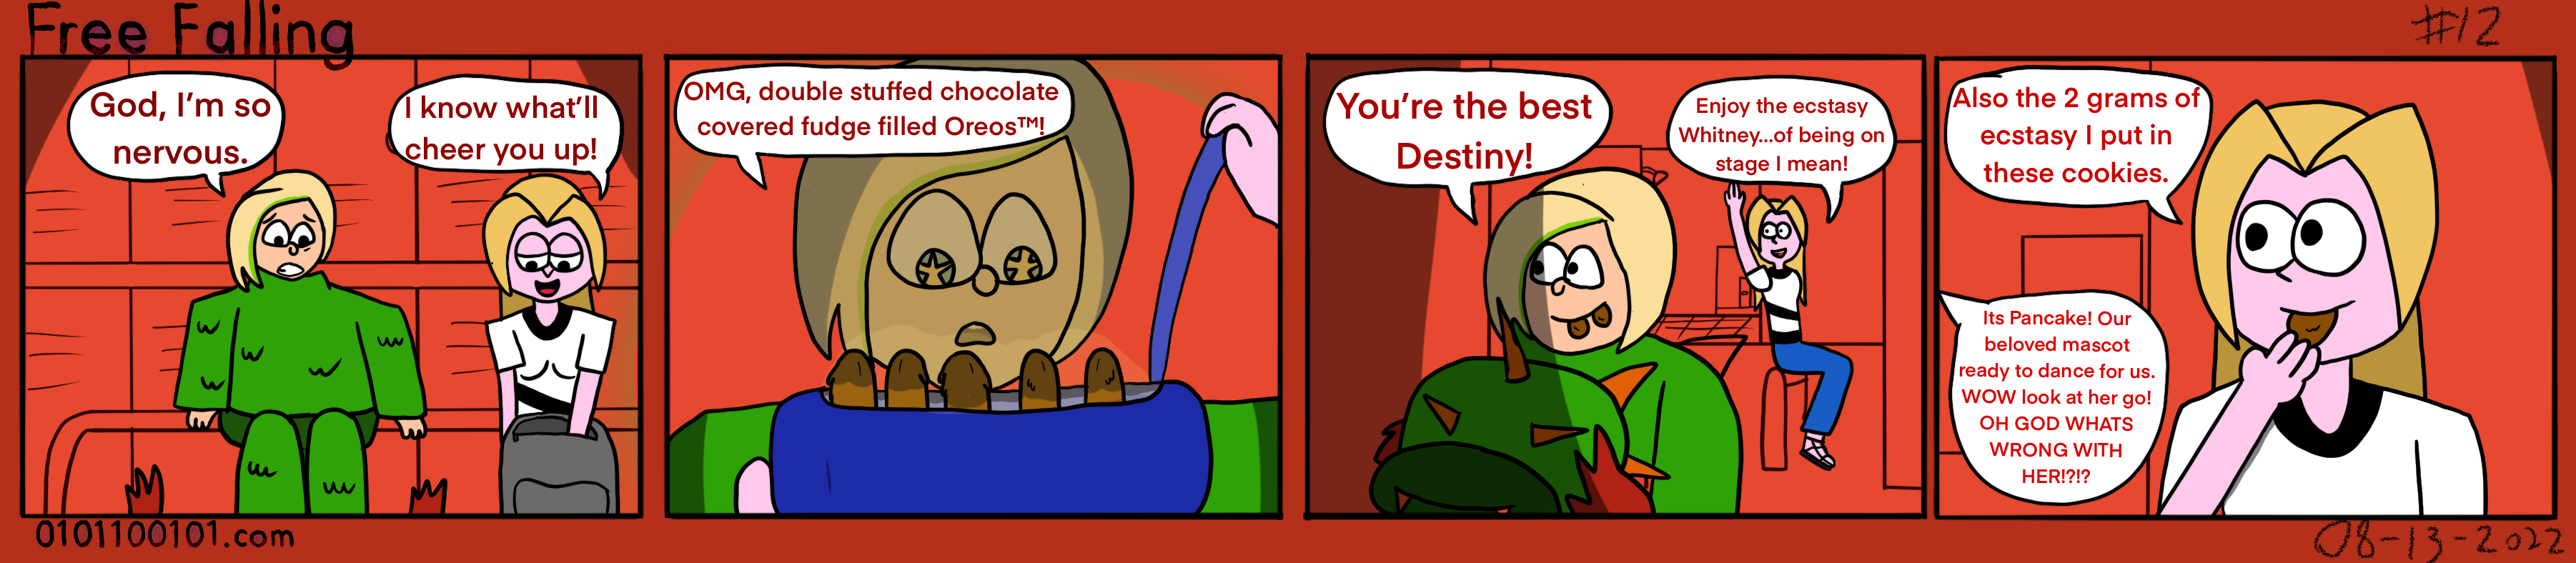 Free Falling
#12
God, I'm so
nervous.
I know what'll
cheer you up!
OMG, double stuffed chocolate
covered fudge filled Oreos™!
You're the best
Destiny!
Enjoy the ecstasy
Whitney...of being on
stage I mean!
Also the 2 grams of
ecstasy I put in
these cookies.
Its Pancake! Our
beloved mascot
ready to dance for us.
WOW look at her go!
OH GOD WHATS
WRONG WITH
HER!?!?
0101100101.com
08-13-2022